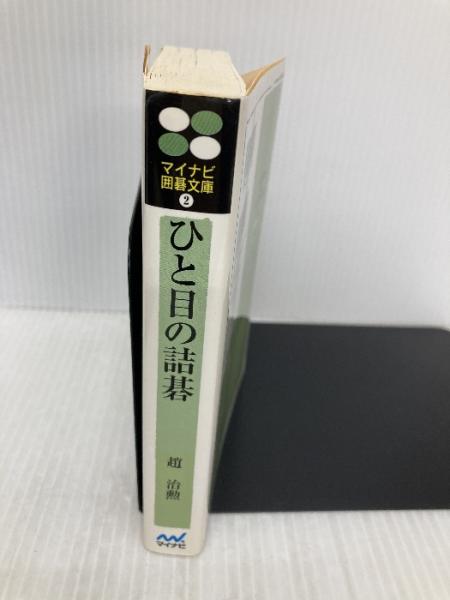 マイナビ
囲碁文庫
2
ひと目の詰碁
趙 治勲
マイナビ